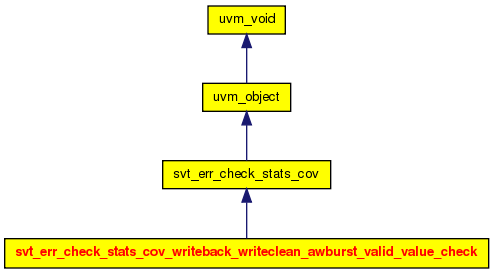 uvm_void
uvm_object
svt_err_check_stats_cov
svt_err_check_stats_cov_writeback_writeclean_awburst_valid_value_check